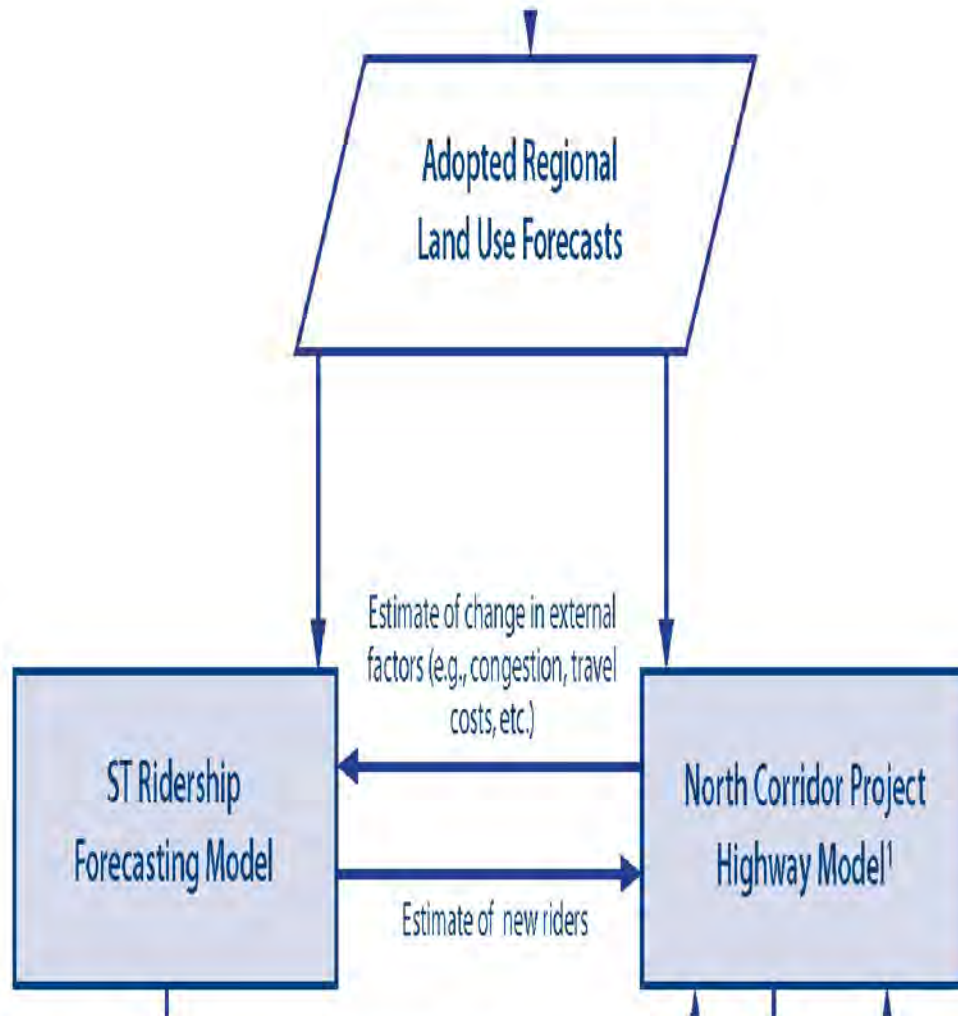 Adopted Regional
Land Use Forecasts
Estimate of change in external
factors (e.g., congestion, travel
costs, etc.)
ST Ridership
Forecasting Model
North Corridor Project
Highway Model¹
Estimate of new riders